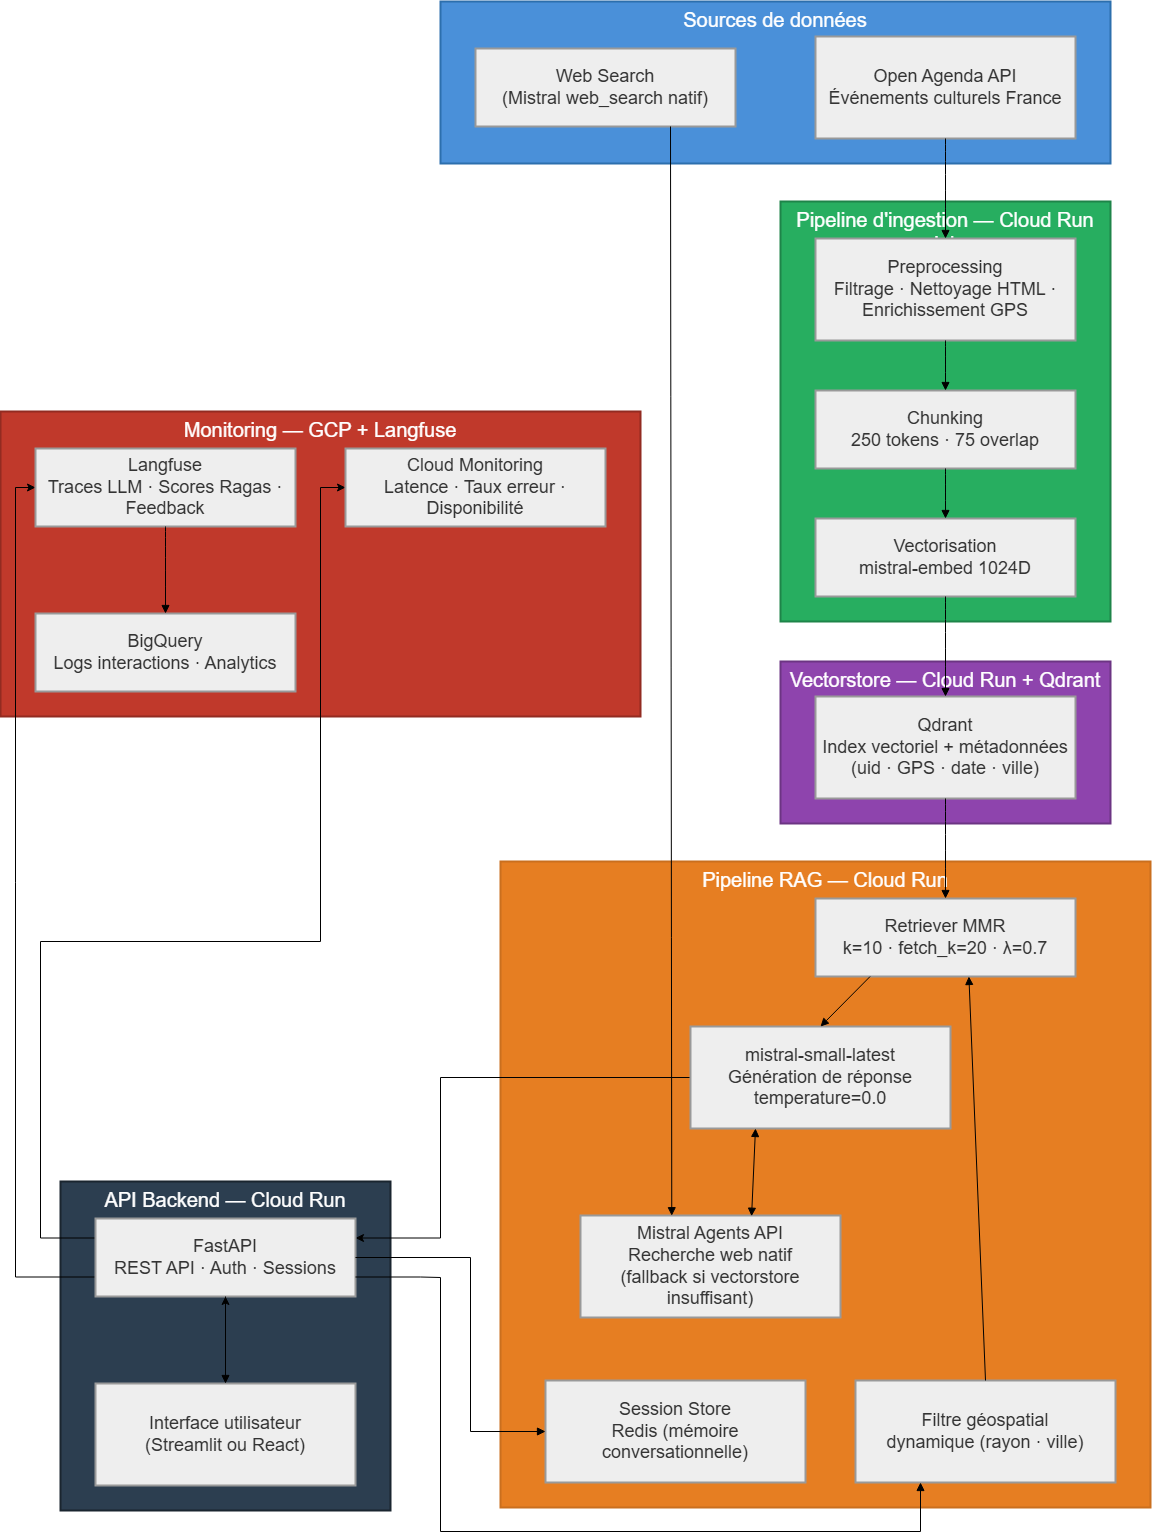 Sources de données
Web Search
(Mistral web_search natif)
Open Agenda API
Événements culturels France
Pipeline d'ingestion — Cloud Run
Preprocessing
Filtrage · Nettoyage HTML ·
Enrichissement GPS
Chunking
250 tokens · 75 overlap
Vectorisation
mistral-embed 1024D
Monitoring — GCP + Langfuse
Langfuse
Traces LLM · Scores Ragas ·
Feedback
Cloud Monitoring
Latence · Taux erreur ·
Disponibilité
BigQuery
Logs interactions · Analytics
Vectorstore — Cloud Run + Qdrant
Qdrant
Index vectoriel + métadonnées
(uid · GPS · date · ville)
Pipeline RAG — Cloud Run
Retriever MMR
k=10 · fetch_k=20 · λ=0.7
mistral-small-latest
Génération de réponse
temperature=0.0
Mistral Agents API
Recherche web natif
(fallback si vectorstore
insuffisant)
Session Store
Redis (mémoire
conversationnelle)
Filtre géospatial
dynamique (rayon · ville)
API Backend — Cloud Run
FastAPI
REST API · Auth · Sessions
Interface utilisateur
(Streamlit ou React)